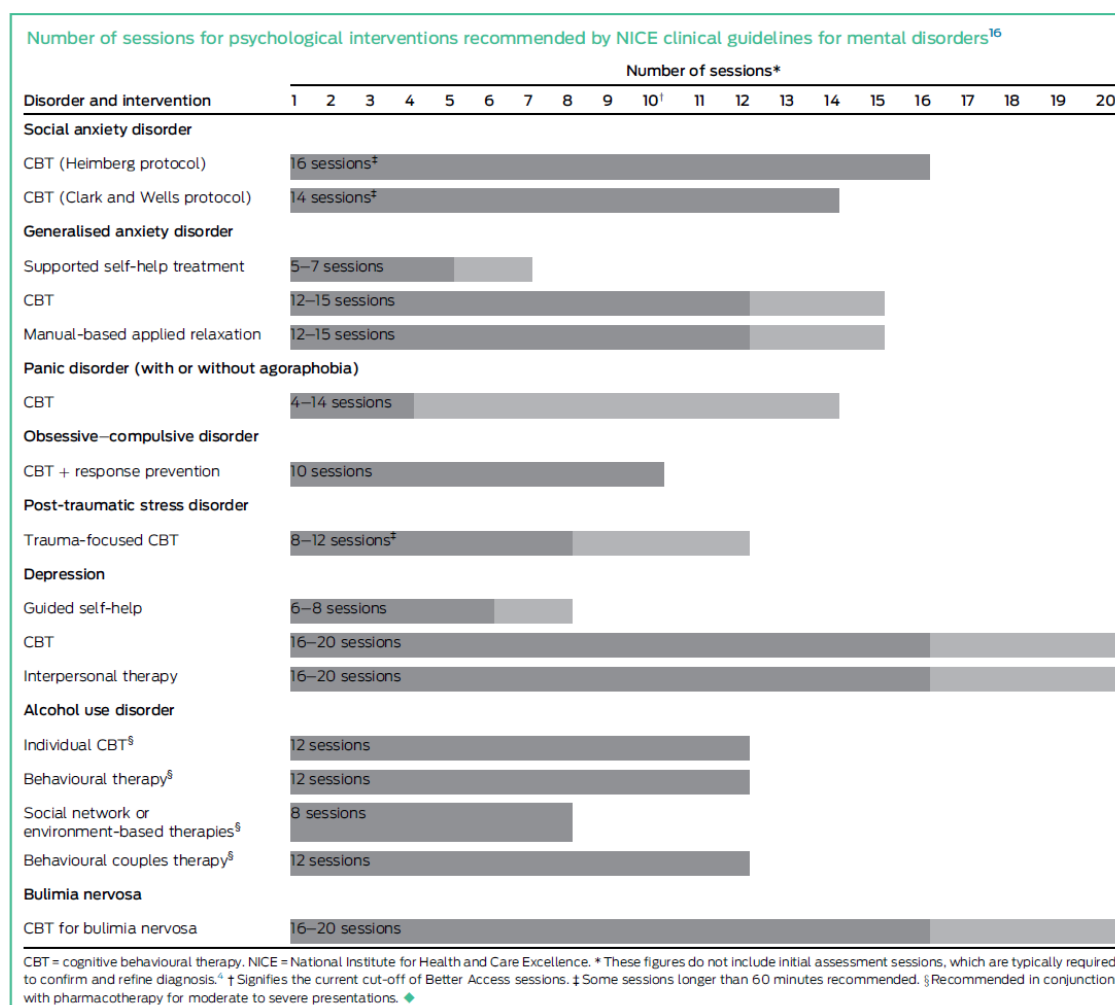 Number of sessions for psychological interventions recommended by NICE clinical guidelines for mental disorders¹⁶
Number of sessions*
Disorder and intervention 1 2 3 4 5 6 7 8 9 10† 11 12 13 14 15 16 17 18 19 20
Social anxiety disorder
CBT (Heimberg protocol) 16 sessions‡
CBT (Clark and Wells protocol) 14 sessions‡
Generalised anxiety disorder
Supported self-help treatment 5–7 sessions
CBT 12–15 sessions
Manual-based applied relaxation 12–15 sessions
Panic disorder (with or without agoraphobia)
CBT 4–14 sessions
Obsessive–compulsive disorder
CBT + response prevention 10 sessions
Post-traumatic stress disorder
Trauma-focused CBT 8–12 sessions‡
Depression
Guided self-help 6–8 sessions
CBT 16–20 sessions
Interpersonal therapy 16–20 sessions
Alcohol use disorder
Individual CBT§ 12 sessions
Behavioural therapy§ 12 sessions
Social network or 8 sessions
environment-based therapies§
Behavioural couples therapy§ 12 sessions
Bulimia nervosa
CBT for bulimia nervosa 16–20 sessions
CBT = cognitive behavioural therapy. NICE = National Institute for Health and Care Excellence. * These figures do not include initial assessment sessions, which are typically required
to confirm and refine diagnosis.⁴ † Signifies the current cut-off of Better Access sessions. ‡ Some sessions longer than 60 minutes recommended. § Recommended in conjunction
with pharmacotherapy for moderate to severe presentations. ◆